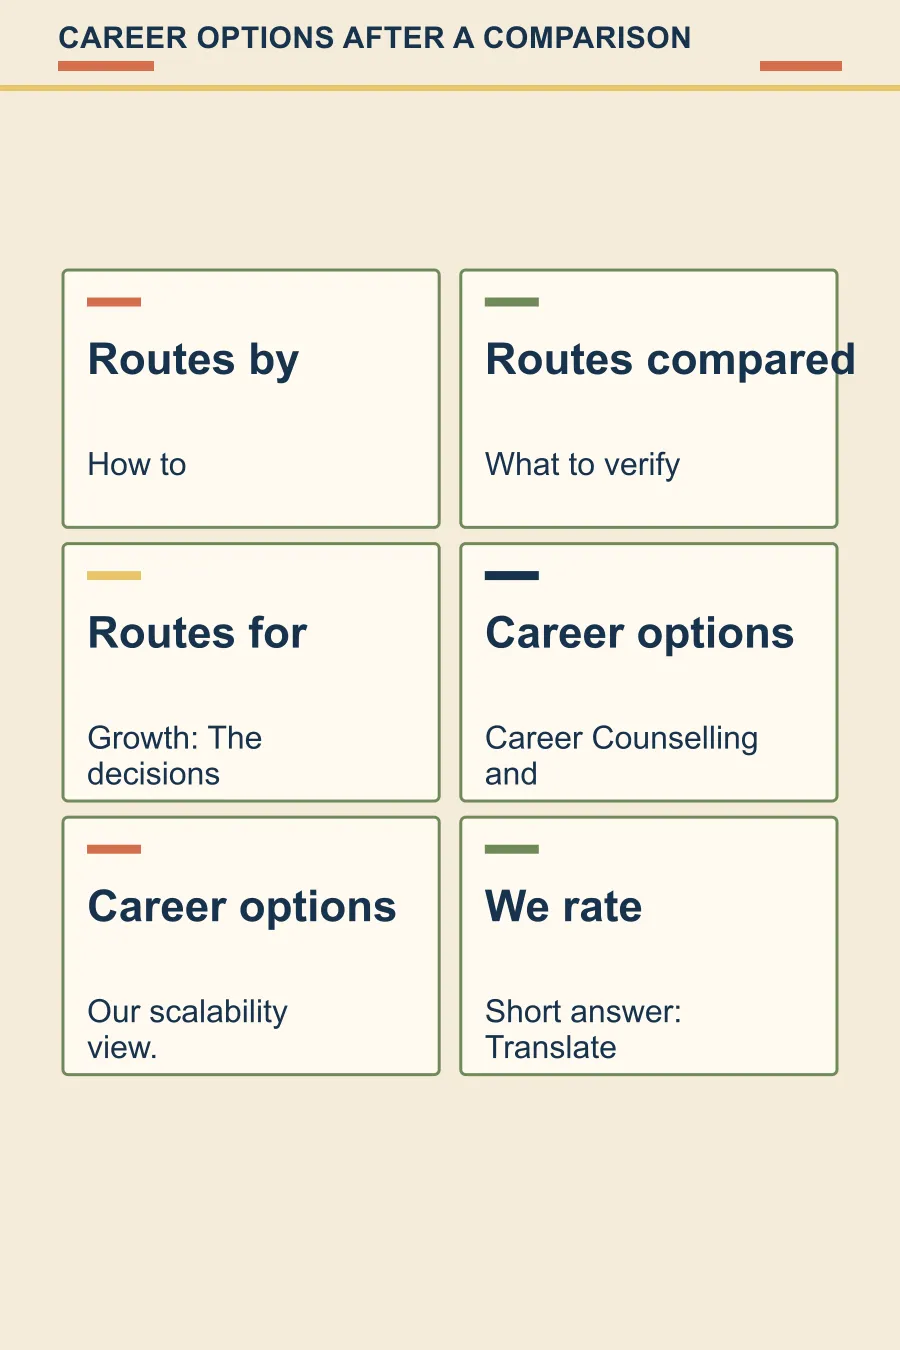 CAREER OPTIONS AFTER A COMPARISON
Routes by
How to
Routes compared
What to verify
Routes for
Growth: The
decisions
Career options
Career Counselling
and
Career options
Our scalability
view.
We rate
Short answer:
Translate